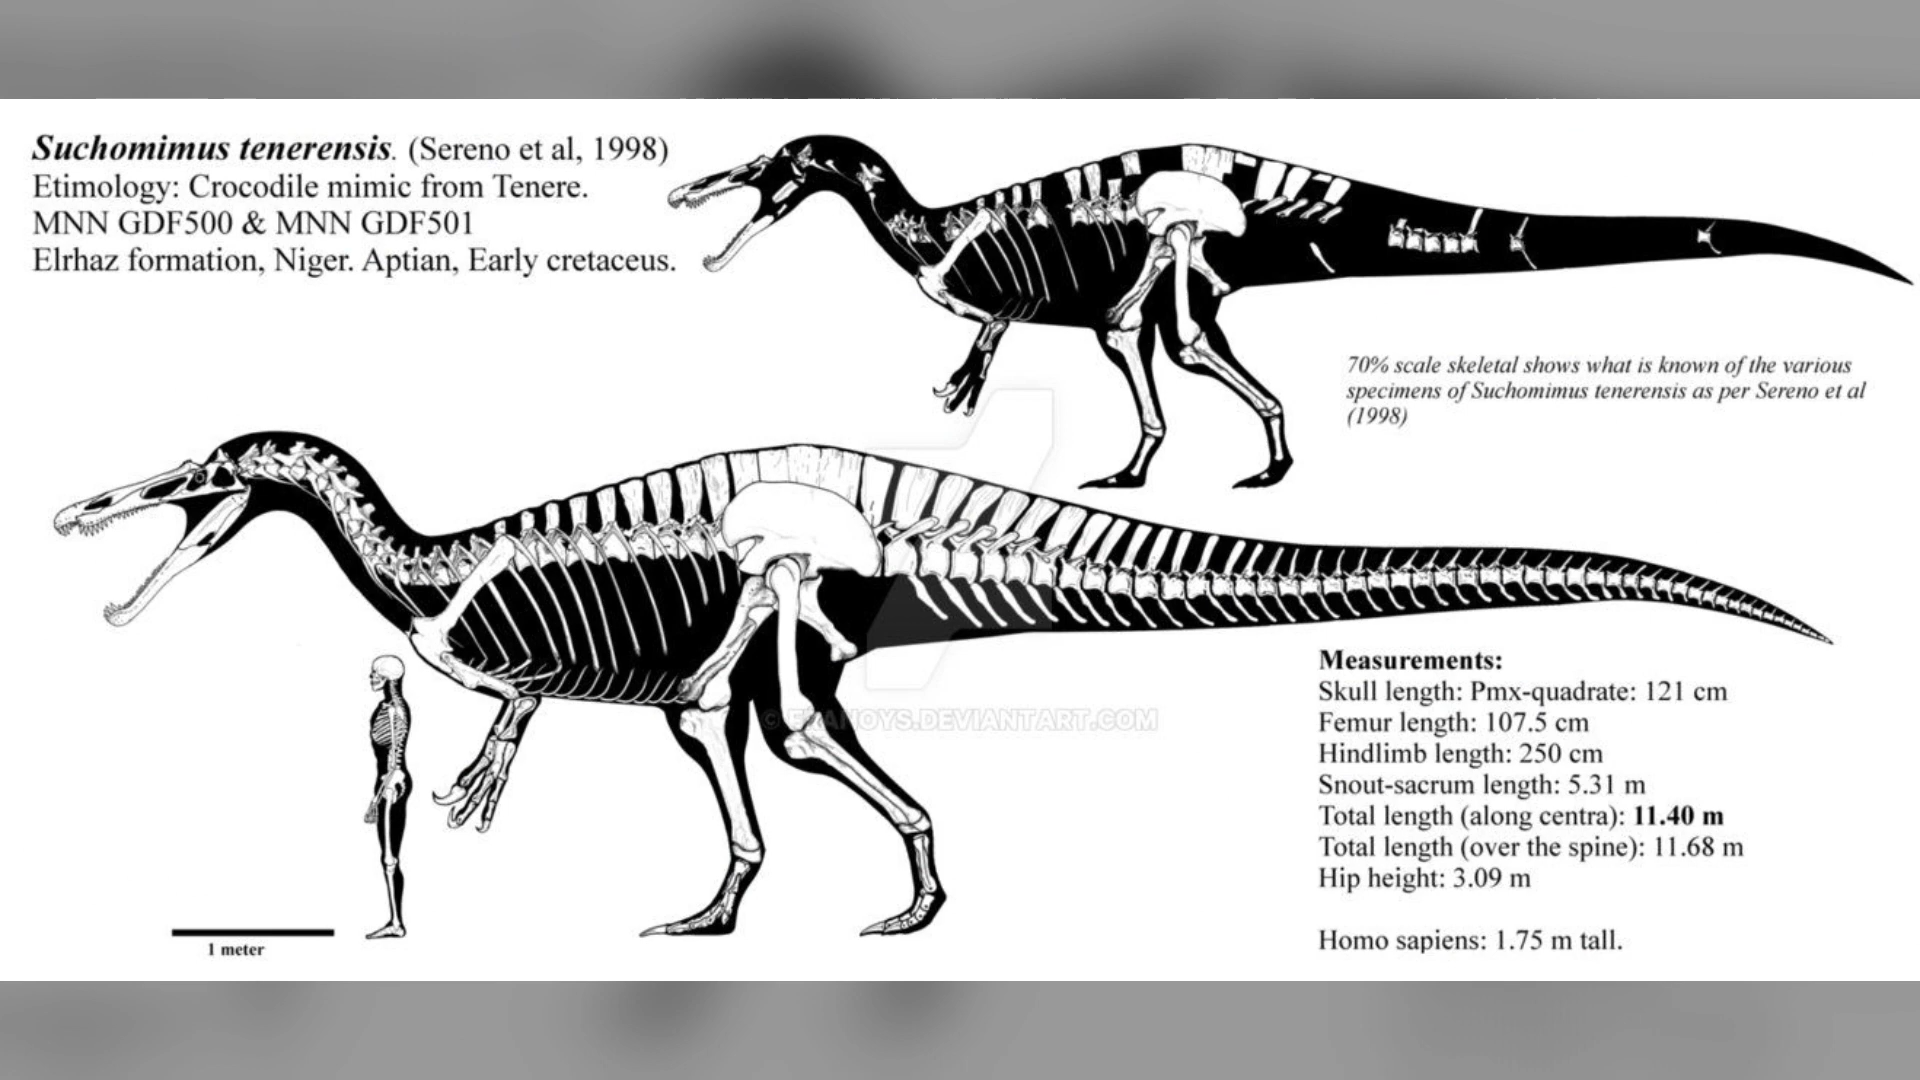 Suchomimus tenerensis. (Sereno et al, 1998)
Etimology: Crocodile mimic from Tenere.
MNN GDF500 & MNN GDF501
Elrhaz formation, Niger. Aptian, Early cretaceus.
70% scale skeletal shows what is known of the various
specimens of Suchomimus tenerensis as per Sereno et al
(1998)
© FRANOYS.DEVIANTART.COM
Measurements:
Skull length: Pmx-quadrate: 121 cm
Femur length: 107.5 cm
Hindlimb length: 250 cm
Snout-sacrum length: 5.31 m
Total length (along centra): 11.40 m
Total length (over the spine): 11.68 m
Hip height: 3.09 m
Homo sapiens: 1.75 m tall.
1 meter